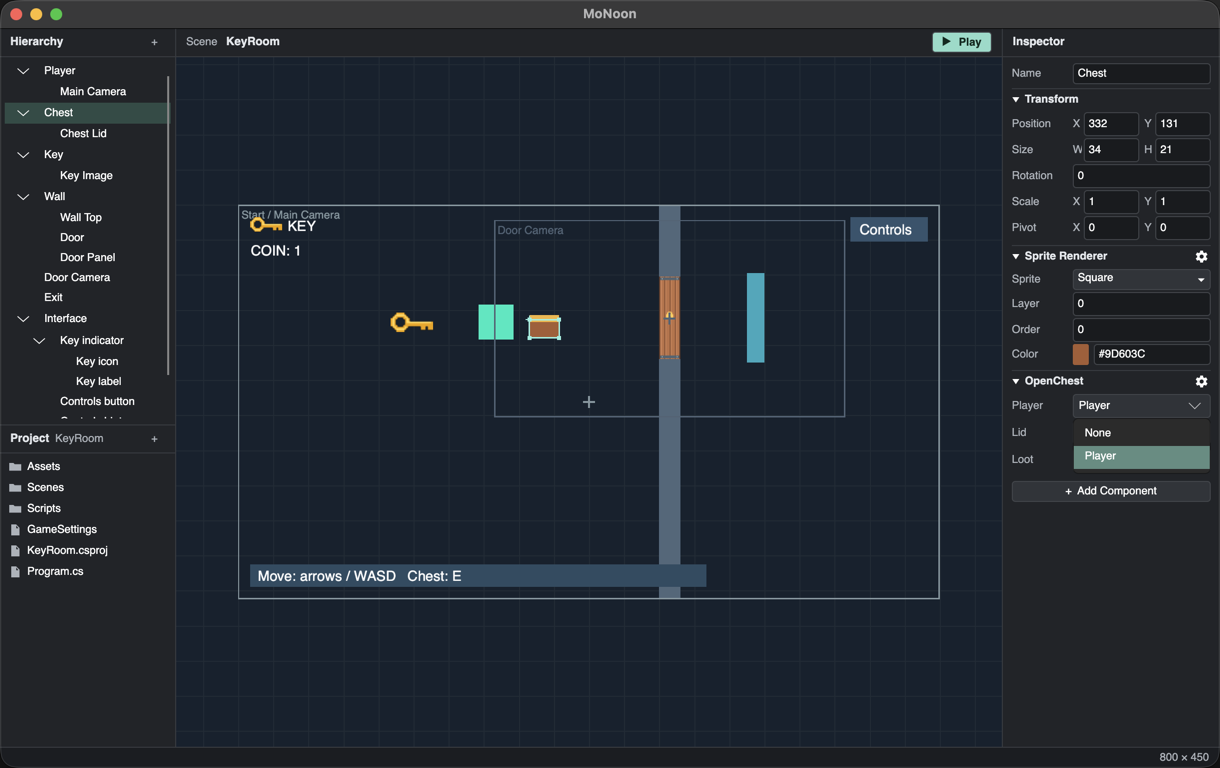 MoNoon
Hierarchy +
Player
Main Camera
Chest
Chest Lid
Key
Key Image
Wall
Wall Top
Door
Door Panel
Door Camera
Exit
Interface
Key indicator
Key icon
Key label
Controls button
Project KeyRoom +
Assets
Scenes
Scripts
GameSettings
KeyRoom.csproj
Program.cs
Scene KeyRoom
Play
Start / Main Camera
KEY
COIN: 1
Door Camera
Controls
Move: arrows / WASD Chest: E
Inspector
Name Chest
Transform
Position X 332 Y 131
Size W 34 H 21
Rotation 0
Scale X 1 Y 1
Pivot X 0 Y 0
Sprite Renderer
Sprite Square
Layer 0
Order 0
Color #9D603C
OpenChest
Player Player
Lid
None
Loot
Player
+ Add Component
800 × 450